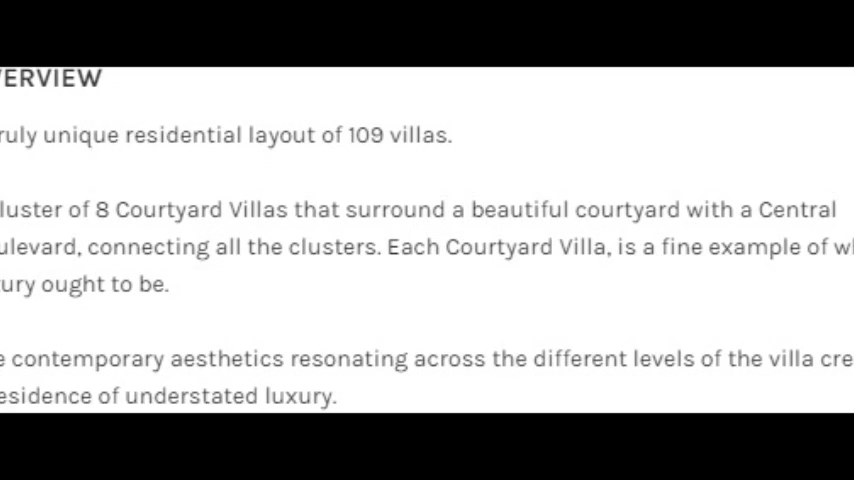 VERVIEW
ruly unique residential layout of 109 villas.
luster of 8 Courtyard Villas that surround a beautiful courtyard with a Central
ulevard, connecting all the clusters. Each Courtyard Villa, is a fine example of w
ury ought to be.
e contemporary aesthetics resonating across the different levels of the villa cre
esidence of understated luxury.